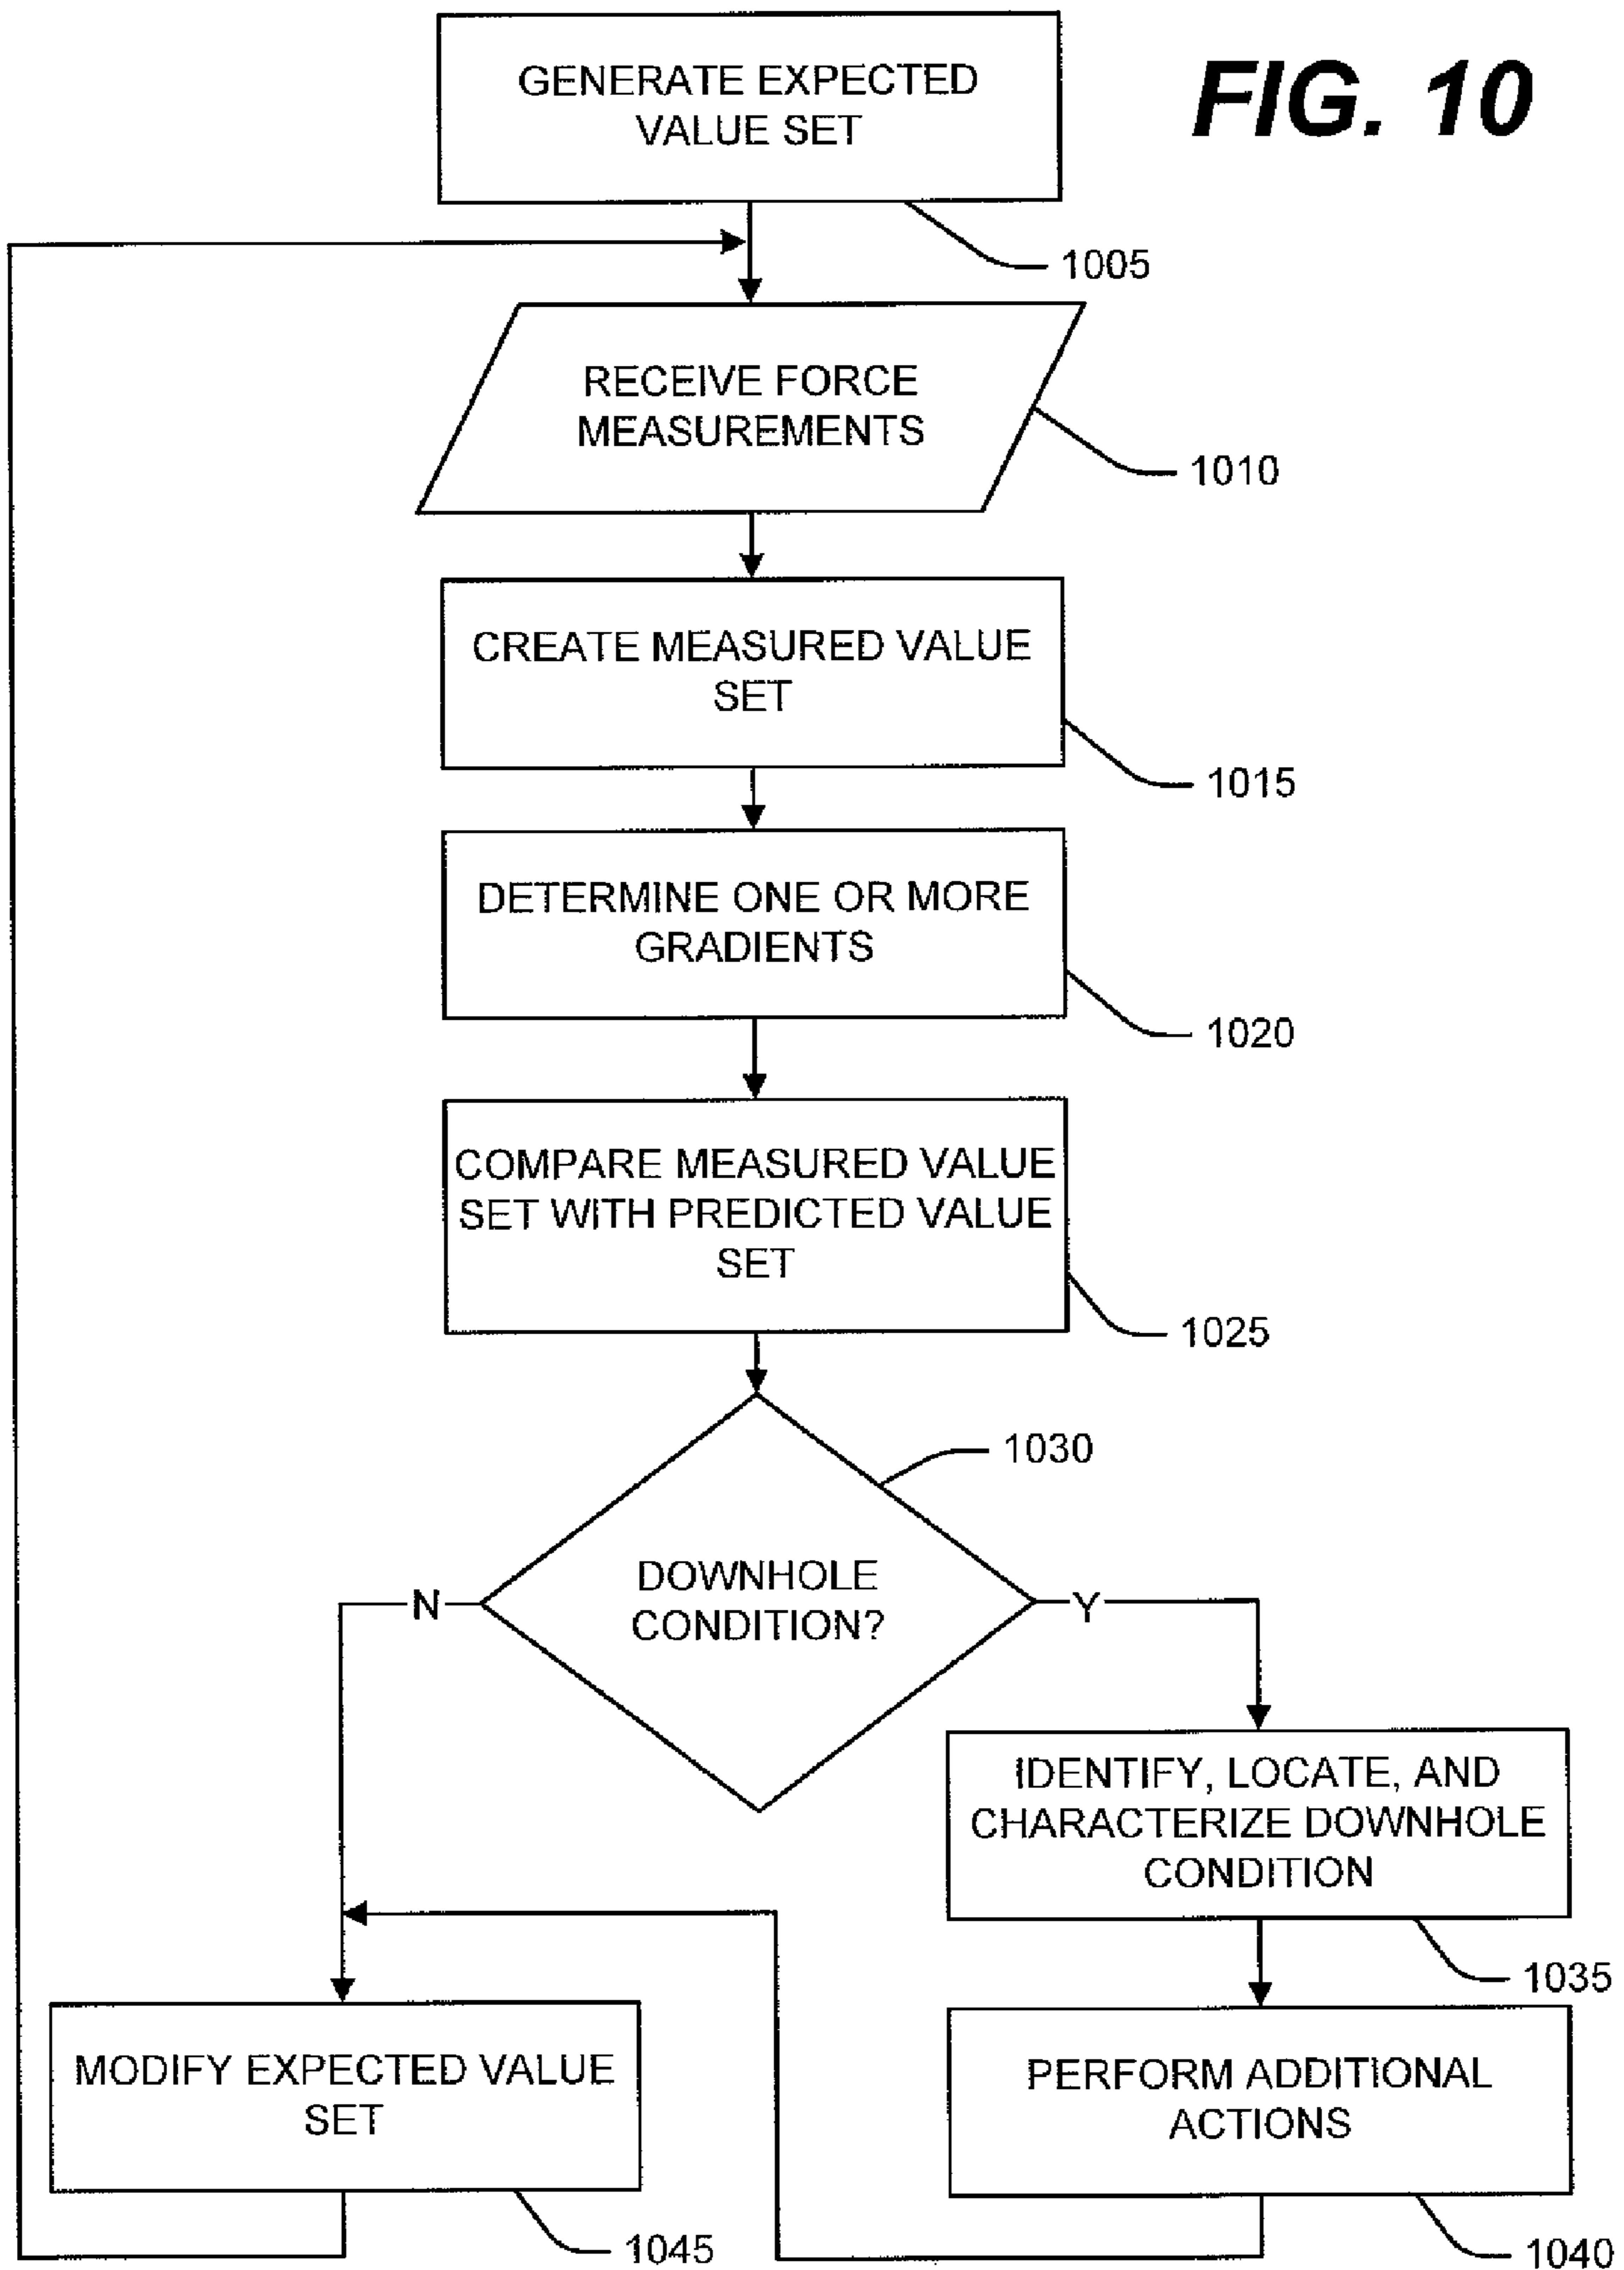 GENERATE EXPECTED
VALUE SET
FIG. 10
1005
RECEIVE FORCE
MEASUREMENTS
1010
CREATE MEASURED VALUE
SET
1015
DETERMINE ONE OR MORE
GRADIENTS
1020
COMPARE MEASURED VALUE
SET WITH PREDICTED VALUE
SET
1025
1030
DOWNHOLE
CONDITION?
N
Y
IDENTIFY, LOCATE, AND
CHARACTERIZE DOWNHOLE
CONDITION
1035
MODIFY EXPECTED VALUE
SET
1045
PERFORM ADDITIONAL
ACTIONS
1040